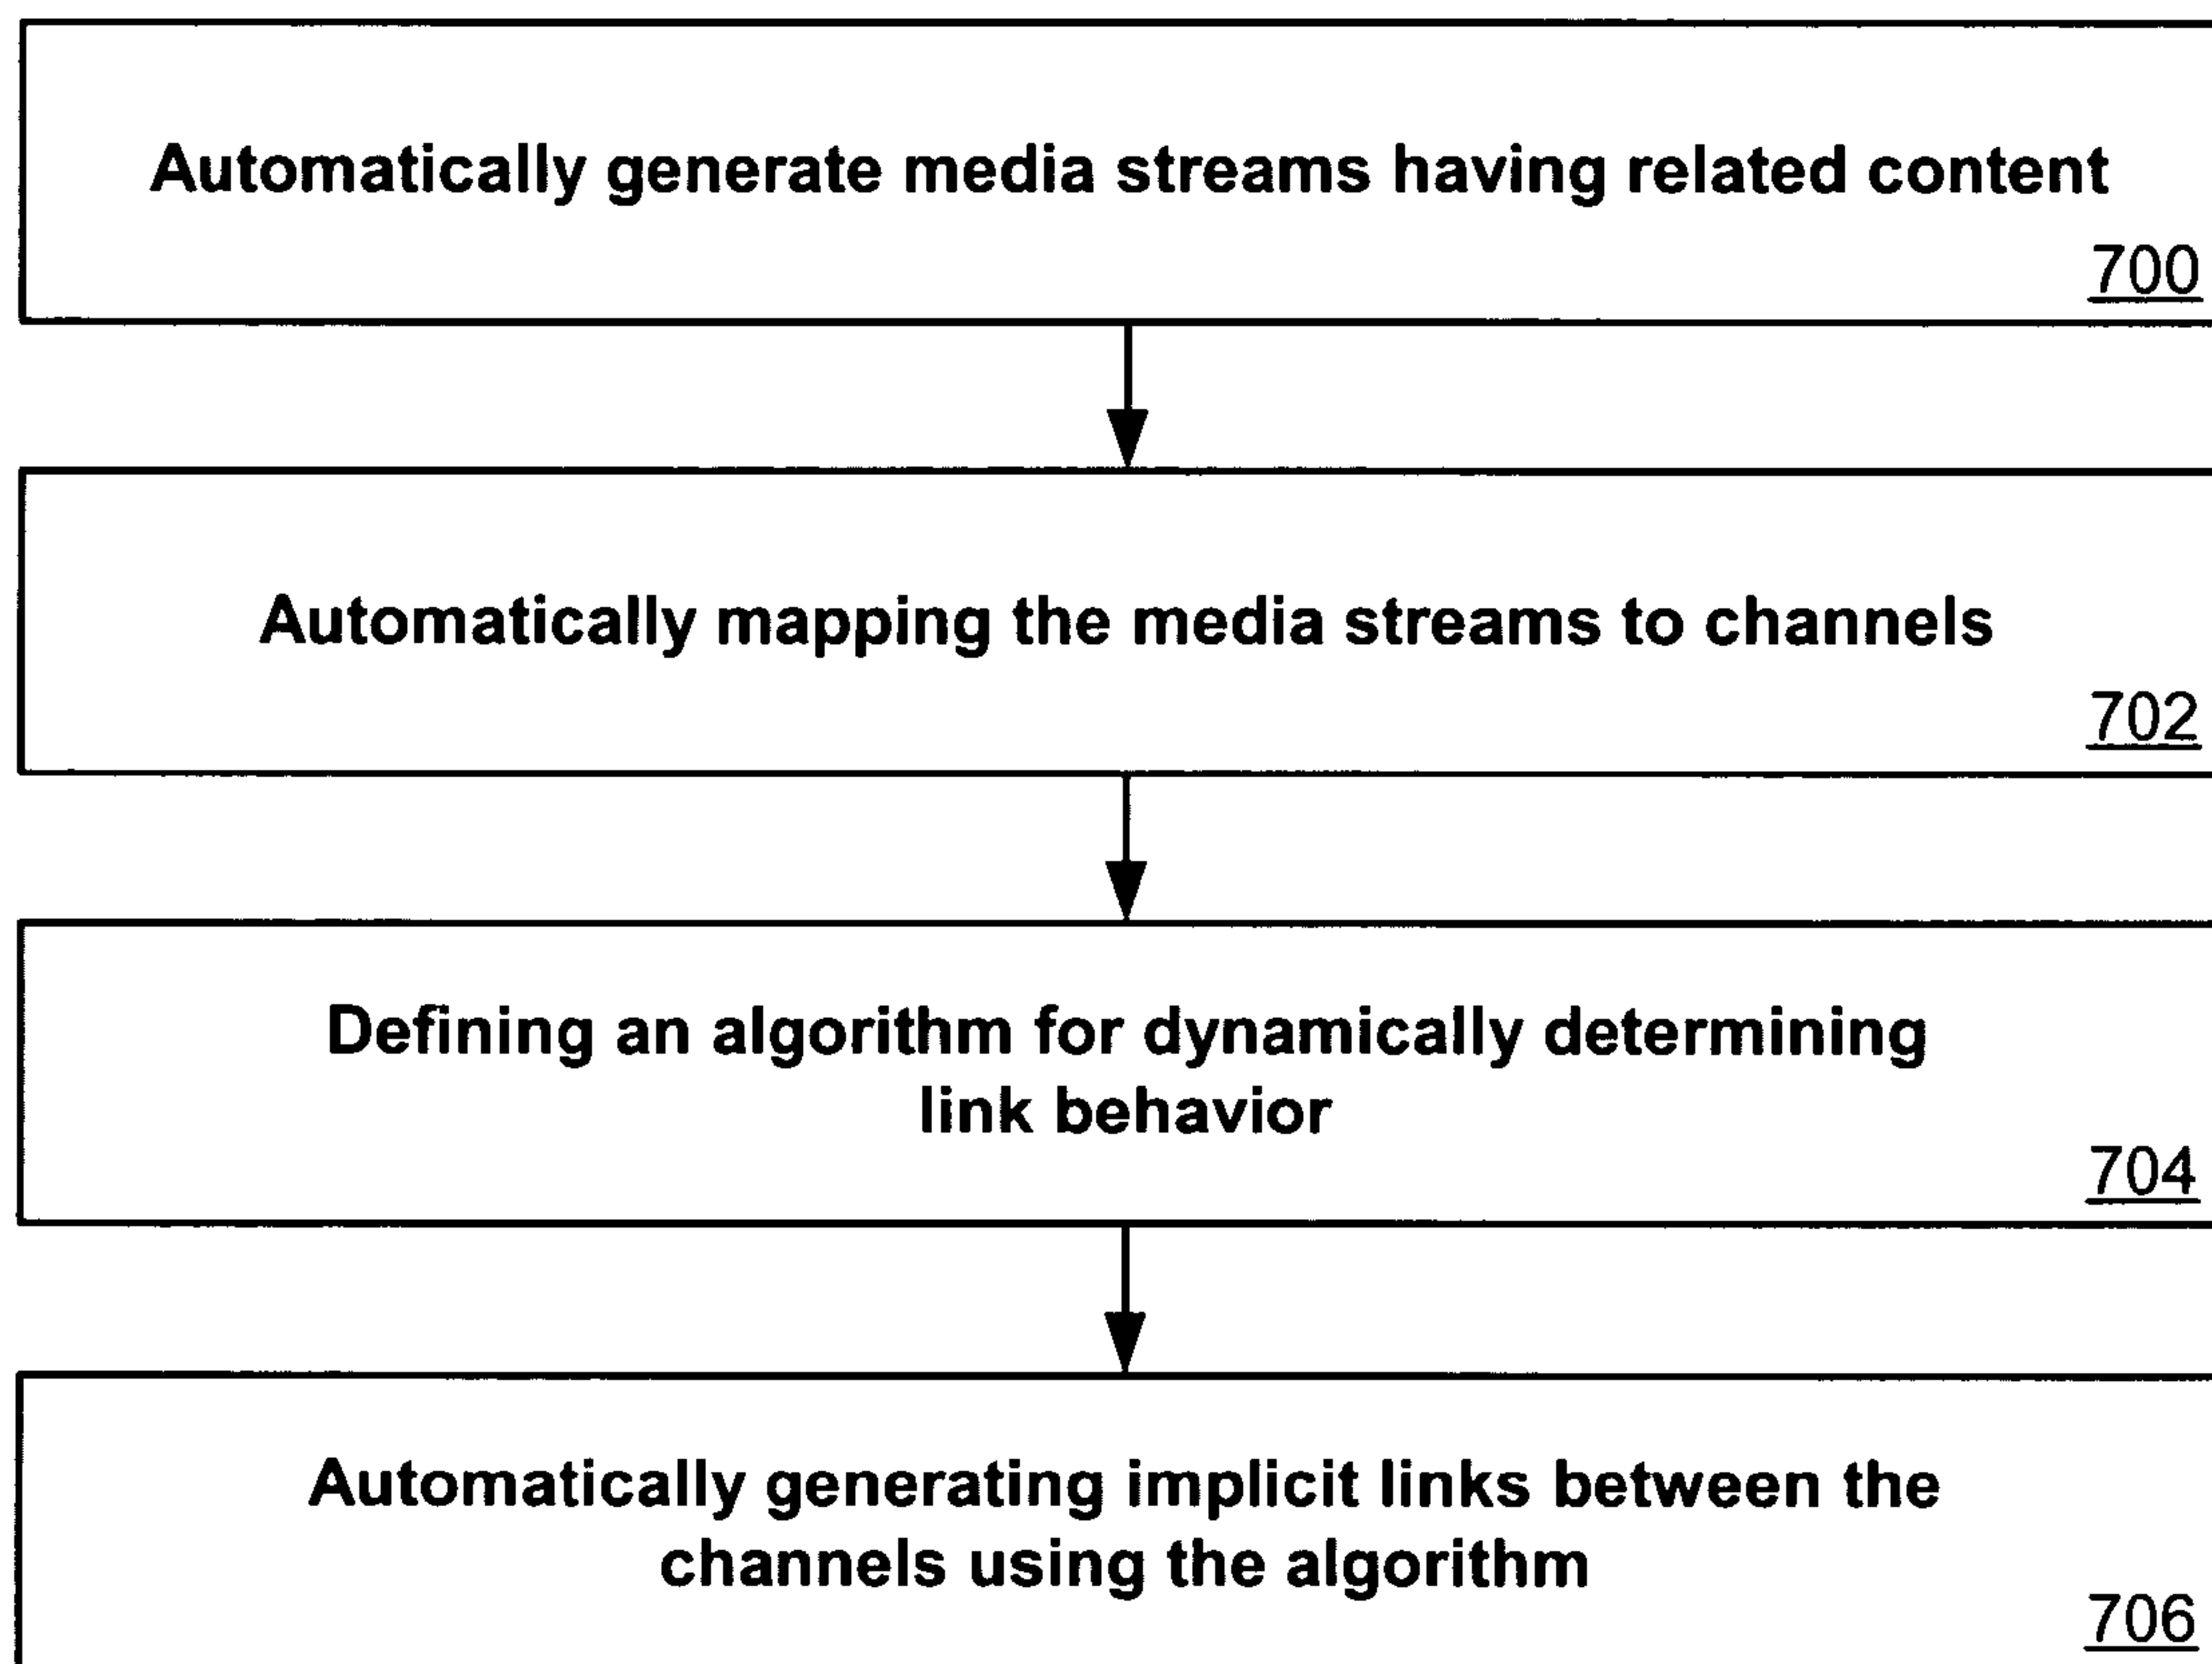 Automatically generate media streams having related content
700
Automatically mapping the media streams to channels
702
Defining an algorithm for dynamically determining
link behavior
704
Automatically generating implicit links between the
channels using the algorithm
706